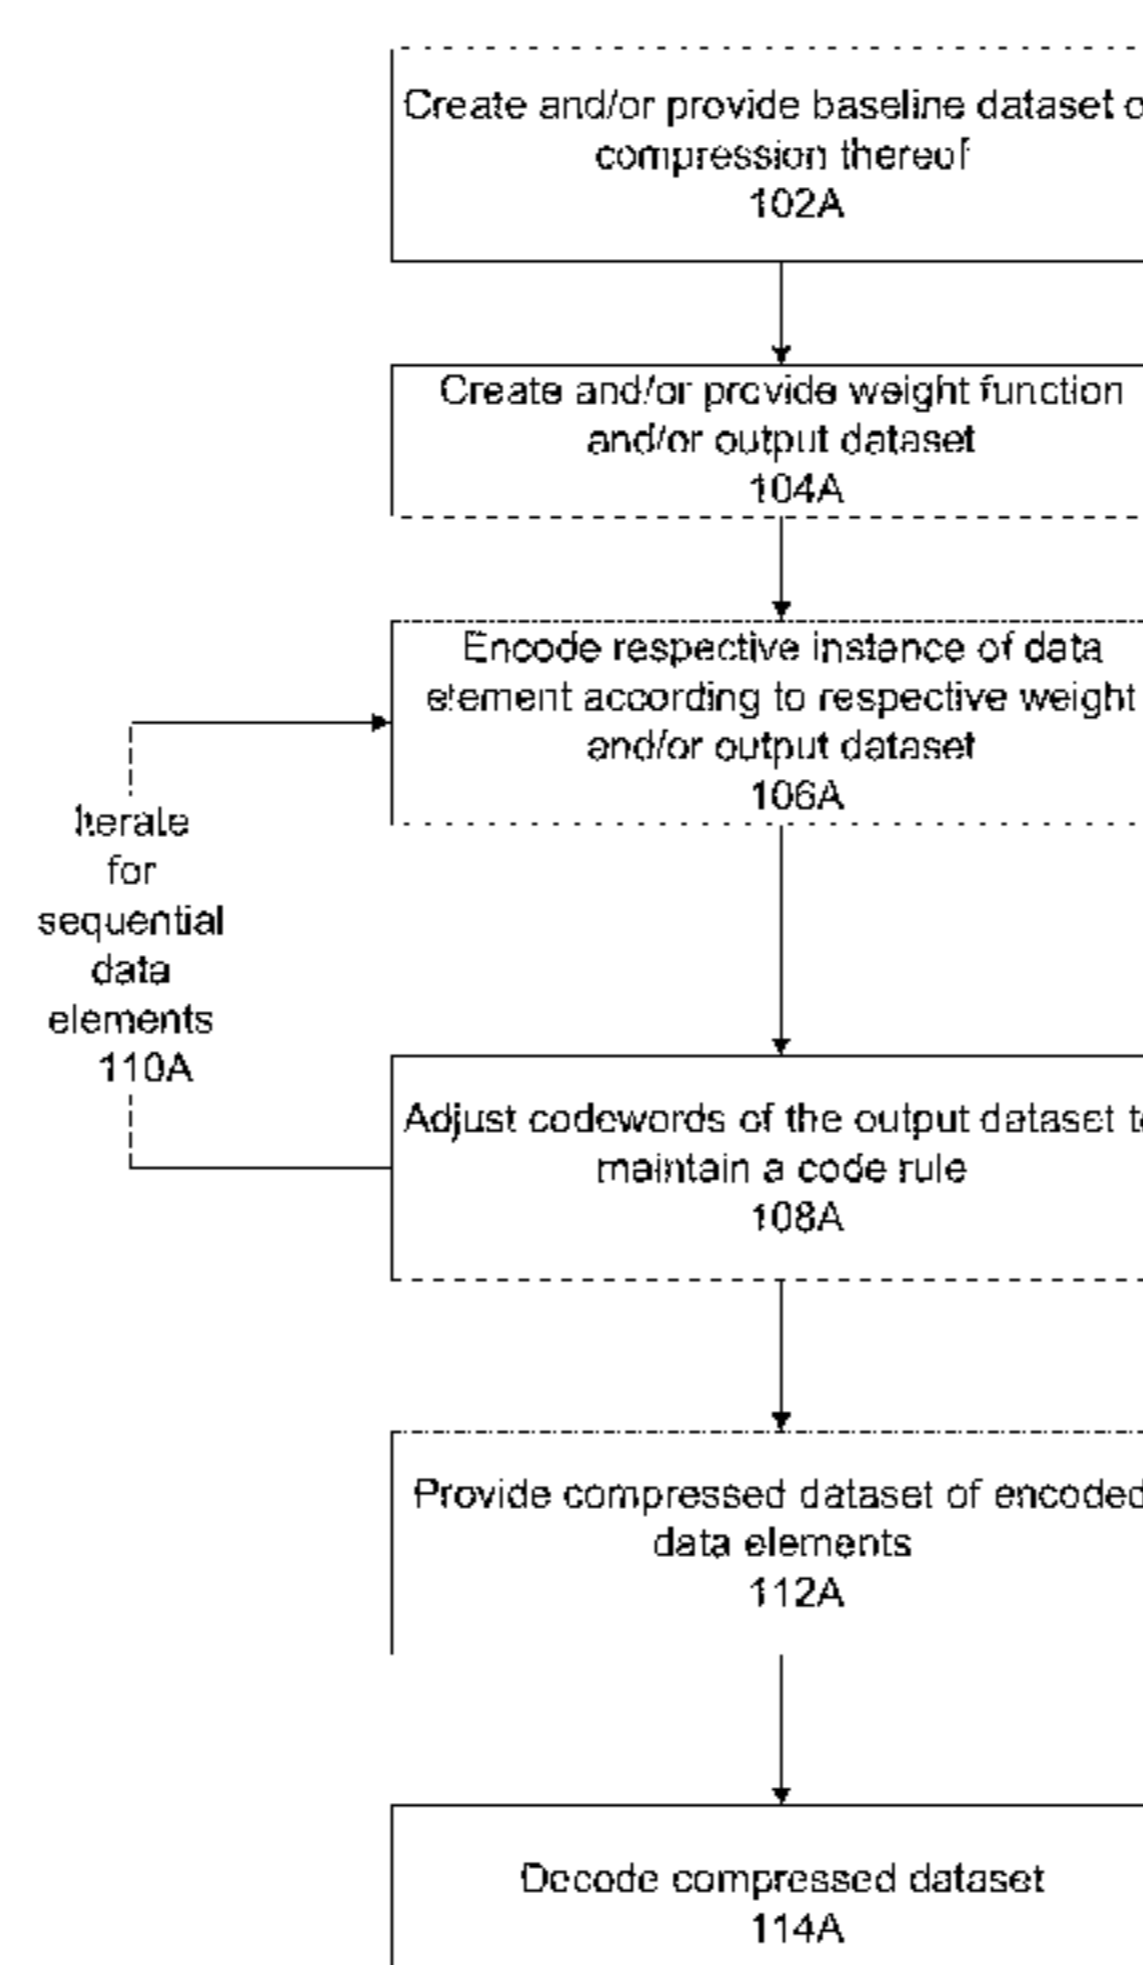 Create and/or provide baseline dataset
compression thereof
102A
Create and/or provide weight function
and/or output dataset
104A
Encode respective instance of data
element according to respective weight
and/or output dataset
106A
Iterate
for
sequential
data
elements
110A
Adjust codewords of the output dataset
maintain a code rule
108A
Provide compressed dataset of encoded
data elements
112A
Decode compressed dataset
114A